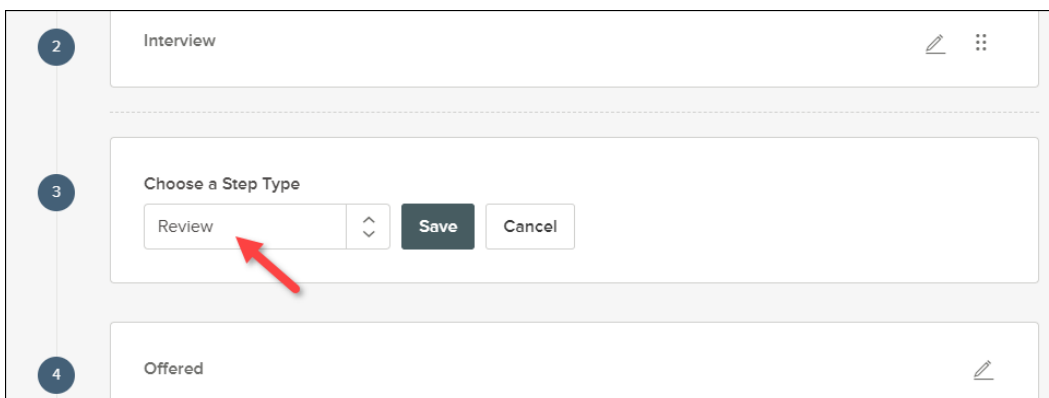 2
Interview
3
Choose a Step Type
Review
Save
Cancel
4
Offered